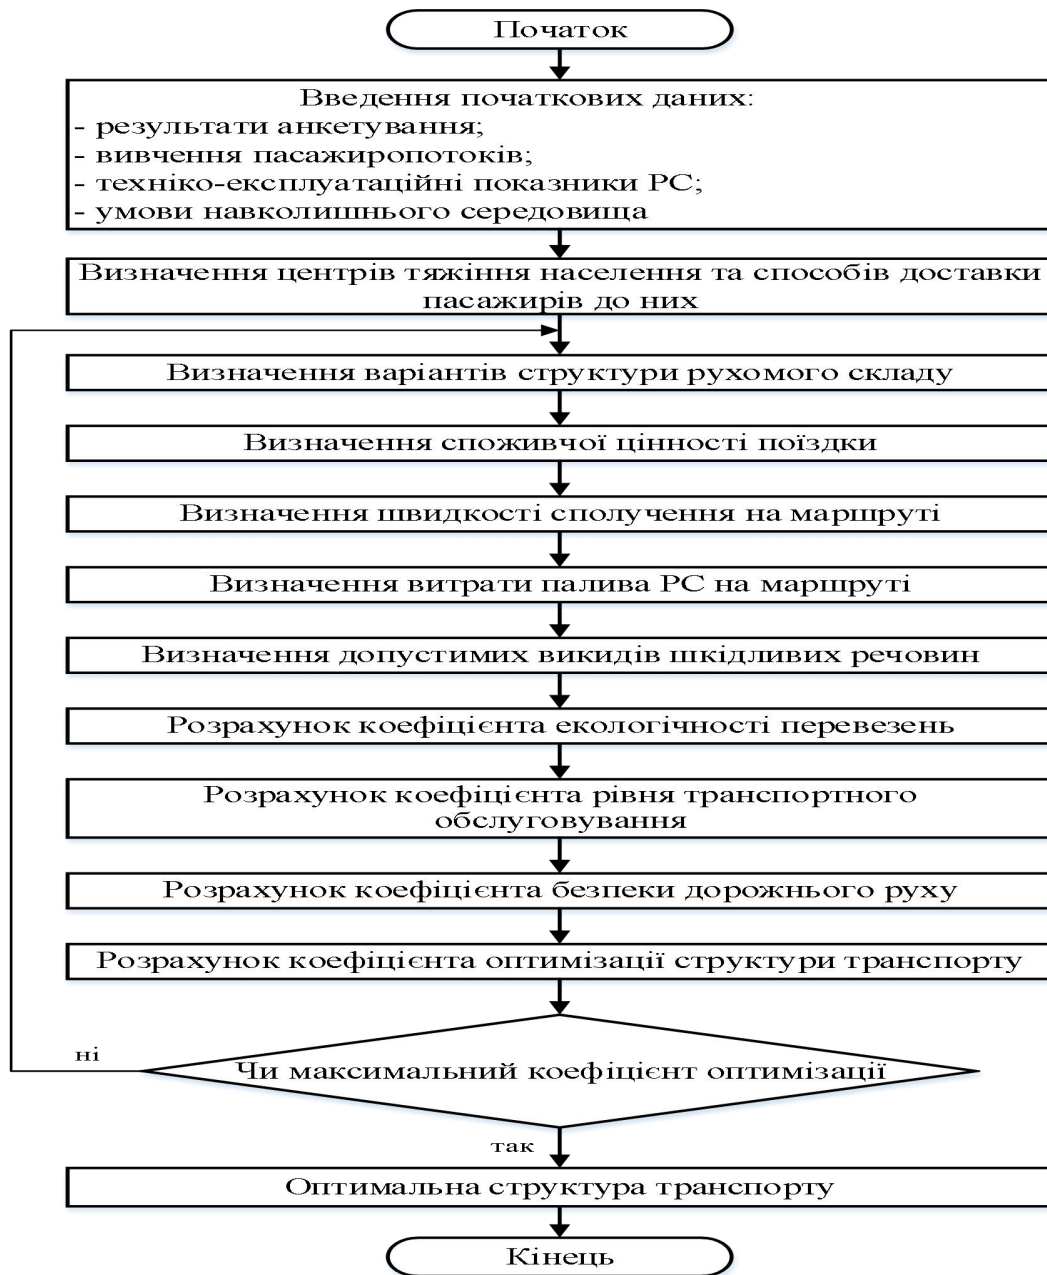 Початок
Введення початкових даних:
- результати анкетування;
- вивчення пасажиропотоків;
- техніко-експлуатаційні показники РС;
- умови навколишнього середовища
Визначення центрів тяжіння населення та способів доставки
пасажирів до них
Визначення варіантів структури рухомого складу
Визначення споживчої цінності поїздки
Визначення швидкості сполучення на маршруті
Визначення витрати палива РС на маршруті
Визначення допустимих викидів шкідливих речовин
Розрахунок коефіцієнта екологічності перевезень
Розрахунок коефіцієнта рівня транспортного
обслуговування
Розрахунок коефіцієнта безпеки дорожнього руху
Розрахунок коефіцієнта оптимізації структури транспорту
ні
Чи максимальний коефіцієнт оптимізації
так
Оптимальна структура транспорту
Кінець